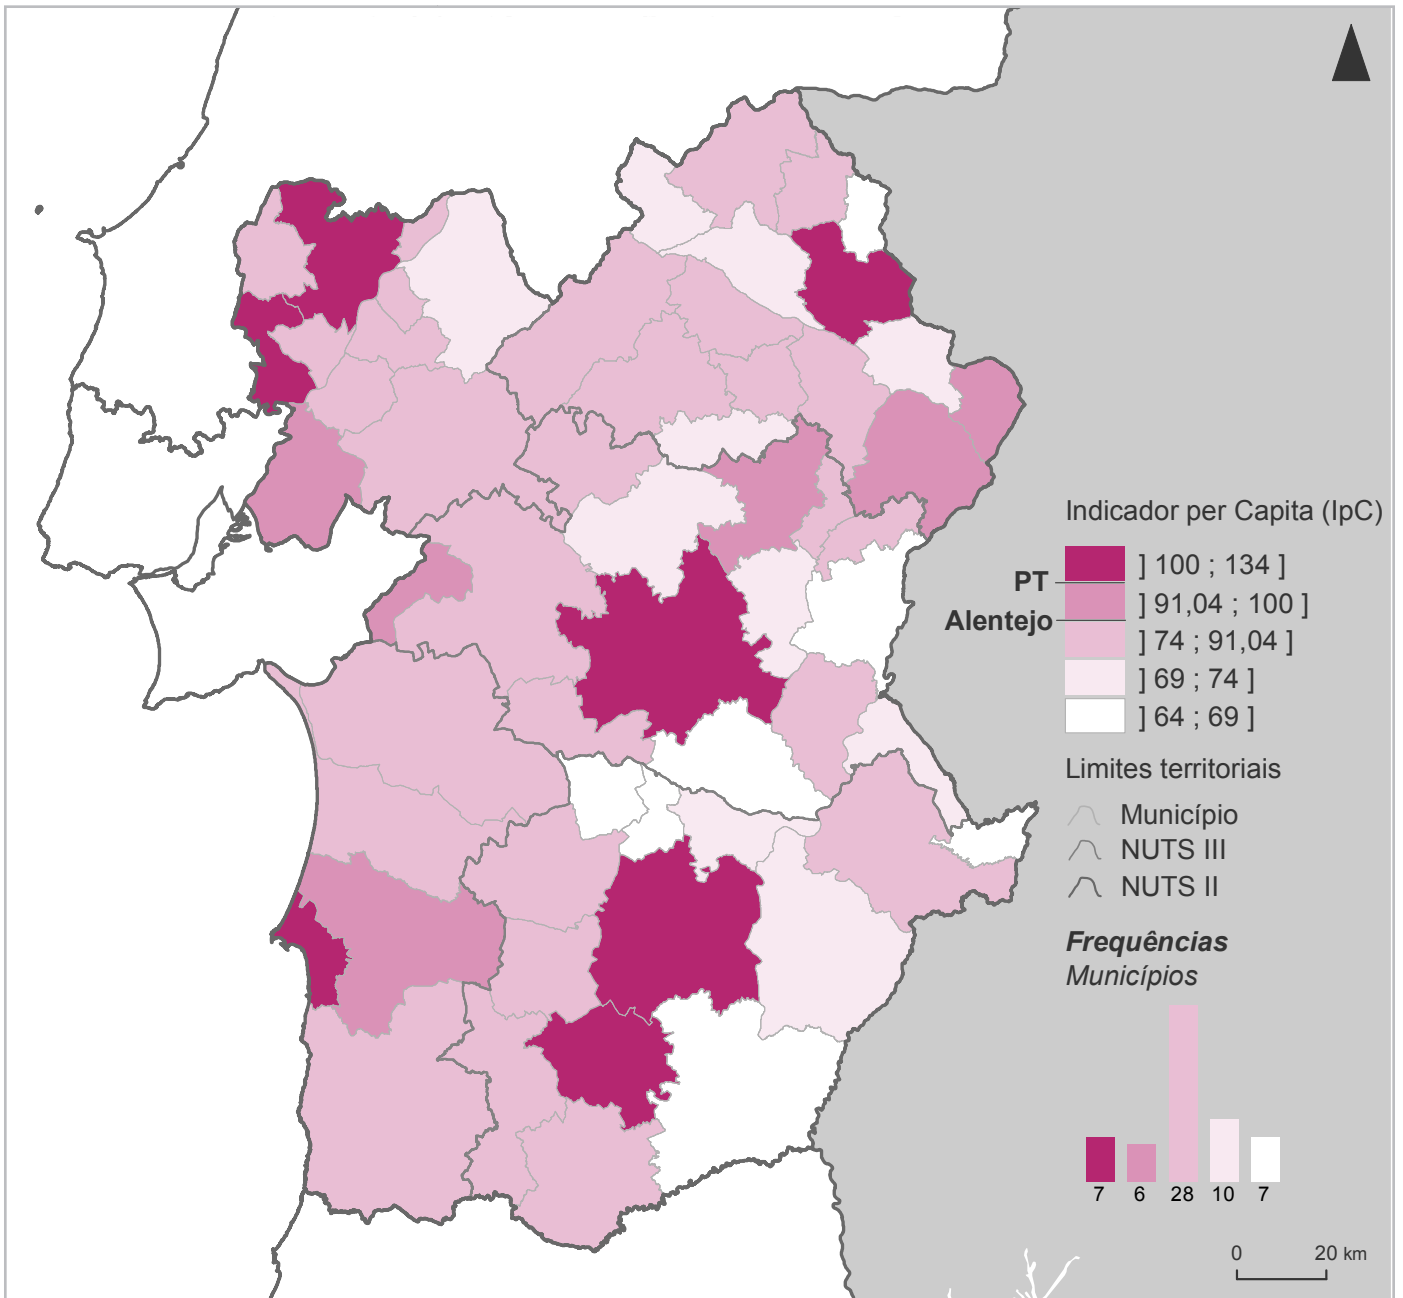 Indicador per Capita (IpC)
] 100 ; 134 ]
PT
] 91,04 ; 100 ]
Alentejo
] 74 ; 91,04 ]
] 69 ; 74 ]
] 64 ; 69 ]
Limites territoriais
Município
NUTS III
NUTS II
Frequências
Municípios
7 6 28 10 7
0 20 km